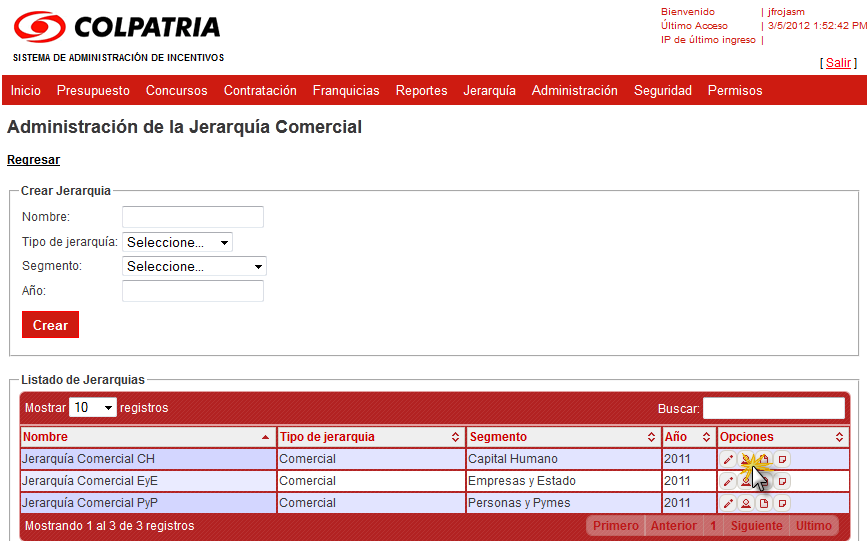 COLPATRIA
SISTEMA DE ADMINISTRACIÓN DE INCENTIVOS
Bienvenido | jfrojasm
Último Acceso | 3/5/2012 1:52:42 PM
IP de último ingreso |
[ Salir ]
Inicio Presupuesto Concursos Contratación Franquicias Reportes Jerarquía Administración Seguridad Permisos
Administración de la Jerarquía Comercial
Regresar
Crear Jerarquia
Nombre:
Tipo de jerarquía: Seleccione...
Segmento: Seleccione...
Año:
Crear
Listado de Jerarquias
Mostrar 10 registros Buscar:
Nombre Tipo de jerarquia Segmento Año Opciones
Jerarquía Comercial CH Comercial Capital Humano 2011
Jerarquía Comercial EyE Comercial Empresas y Estado 2011
Jerarquía Comercial PyP Comercial Personas y Pymes 2011
Mostrando 1 al 3 de 3 registros Primero Anterior 1 Siguiente Ultimo